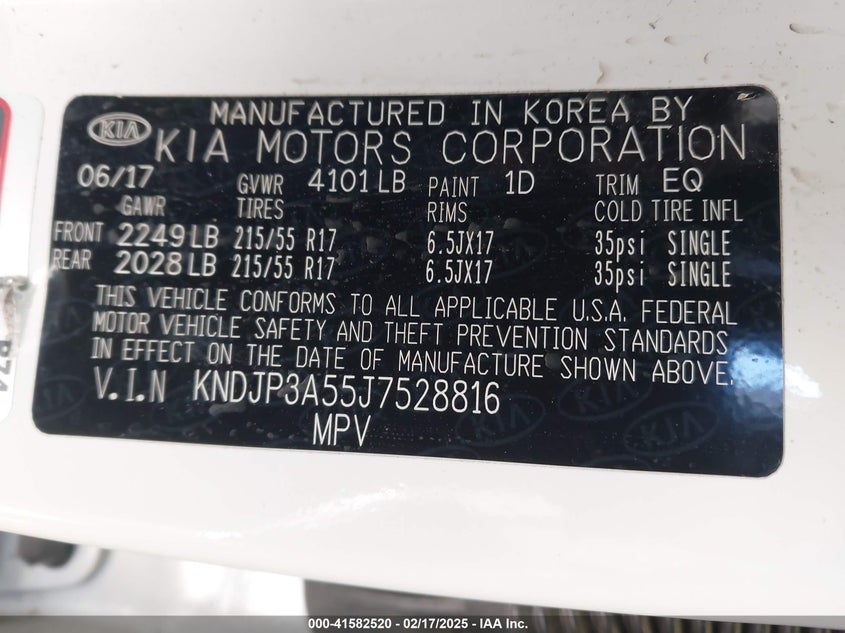 MANUFACTURED IN KOREA BY
KIA
KIA MOTORS CORPORATION
06/17 GVWR 4101 LB PAINT 1D TRIM EQ
GAWR TIRES RIMS COLD TIRE INFL
FRONT 2249 LB 215/55 R17 6.5JX17 35psi SINGLE
REAR 2028 LB 215/55 R17 6.5JX17 35psi SINGLE
THIS VEHICLE CONFORMS TO ALL APPLICABLE U.S.A. FEDERAL
MOTOR VEHICLE SAFETY AND THEFT PREVENTION STANDARDS
IN EFFECT ON THE DATE OF MANUFACTURE SHOWN ABOVE.
V.I.N KNDJP3A55J7528816
MPV
000-41582520 - 02/17/2025 - IAA Inc.